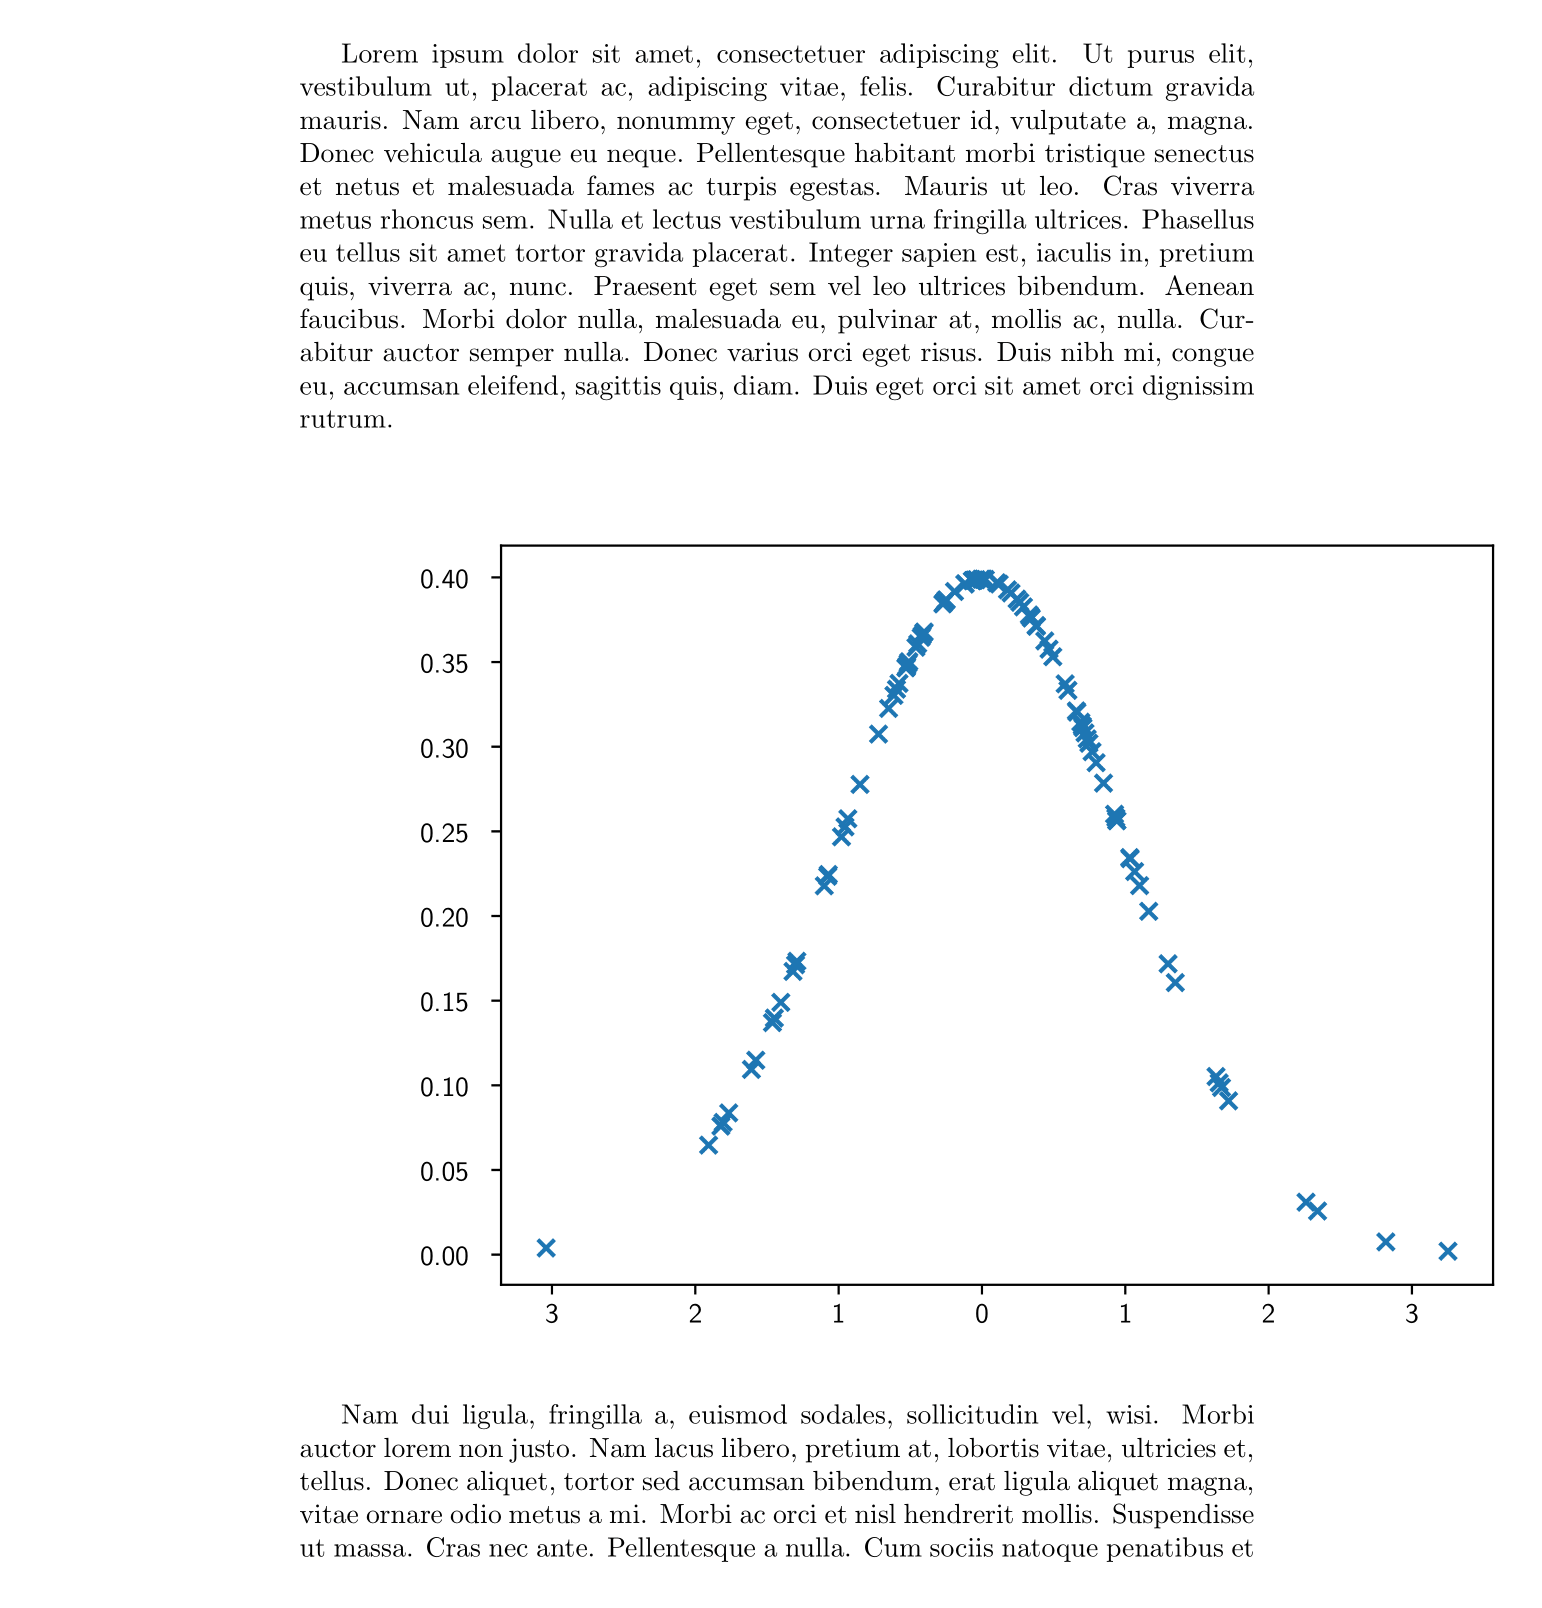 Lorem ipsum dolor sit amet, consectetuer adipiscing elit. Ut purus elit,
vestibulum ut, placerat ac, adipiscing vitae, felis. Curabitur dictum gravida
mauris. Nam arcu libero, nonummy eget, consectetuer id, vulputate a, magna.
Donec vehicula augue eu neque. Pellentesque habitant morbi tristique senectus
et netus et malesuada fames ac turpis egestas. Mauris ut leo. Cras viverra
metus rhoncus sem. Nulla et lectus vestibulum urna fringilla ultrices. Phasellus
eu tellus sit amet tortor gravida placerat. Integer sapien est, iaculis in, pretium
quis, viverra ac, nunc. Praesent eget sem vel leo ultrices bibendum. Aenean
faucibus. Morbi dolor nulla, malesuada eu, pulvinar at, mollis ac, nulla. Cur-
abitur auctor semper nulla. Donec varius orci eget risus. Duis nibh mi, congue
eu, accumsan eleifend, sagittis quis, diam. Duis eget orci sit amet orci dignissim
rutrum.
0.40
0.35
0.30
0.25
0.20
0.15
0.10
0.05
0.00
3 2 1 0 1 2 3
Nam dui ligula, fringilla a, euismod sodales, sollicitudin vel, wisi. Morbi
auctor lorem non justo. Nam lacus libero, pretium at, lobortis vitae, ultricies et,
tellus. Donec aliquet, tortor sed accumsan bibendum, erat ligula aliquet magna,
vitae ornare odio metus a mi. Morbi ac orci et nisl hendrerit mollis. Suspendisse
ut massa. Cras nec ante. Pellentesque a nulla. Cum sociis natoque penatibus et